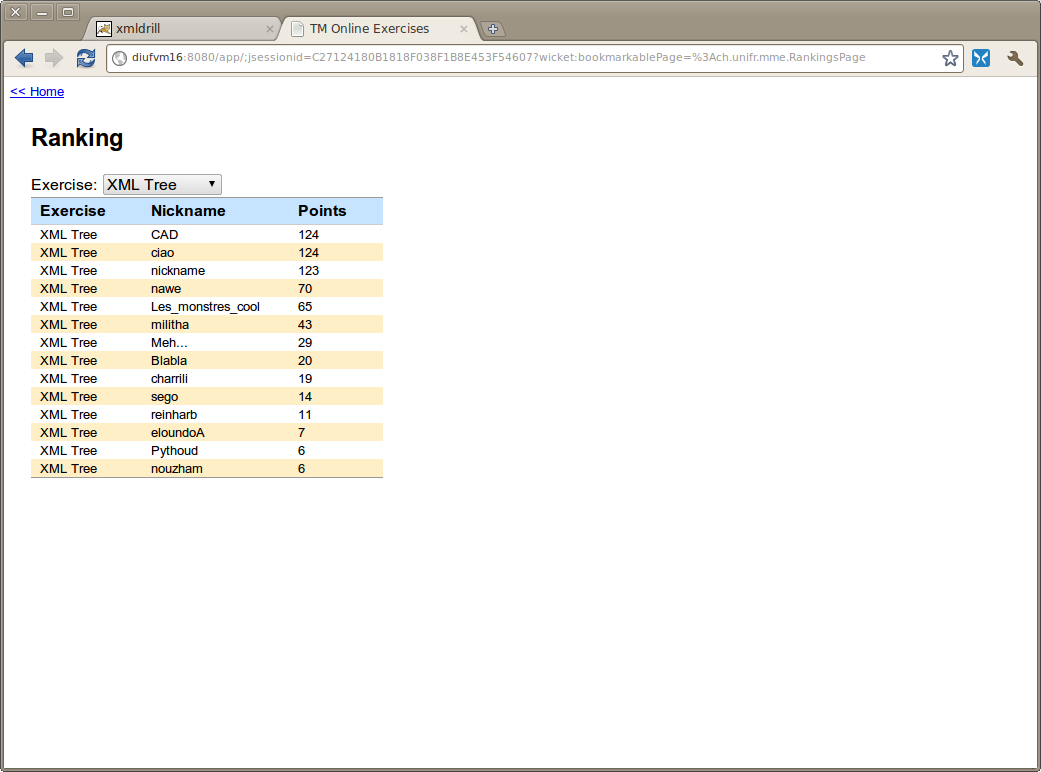 xmldrill
TM Online Exercises
diufvm16:8080/app/;jsessionid=C27124180B1818F038F1B8E453F54607?wicket:bookmarkablePage=%3Ach.unifr.mme.RankingsPage
<< Home
Ranking
Exercise: XML Tree
Exercise Nickname Points
XML Tree CAD 124
XML Tree ciao 124
XML Tree nickname 123
XML Tree nawe 70
XML Tree Les_monstres_cool 65
XML Tree militha 43
XML Tree Meh... 29
XML Tree Blabla 20
XML Tree charrili 19
XML Tree sego 14
XML Tree reinharb 11
XML Tree eloundoA 7
XML Tree Pythoud 6
XML Tree nouzham 6